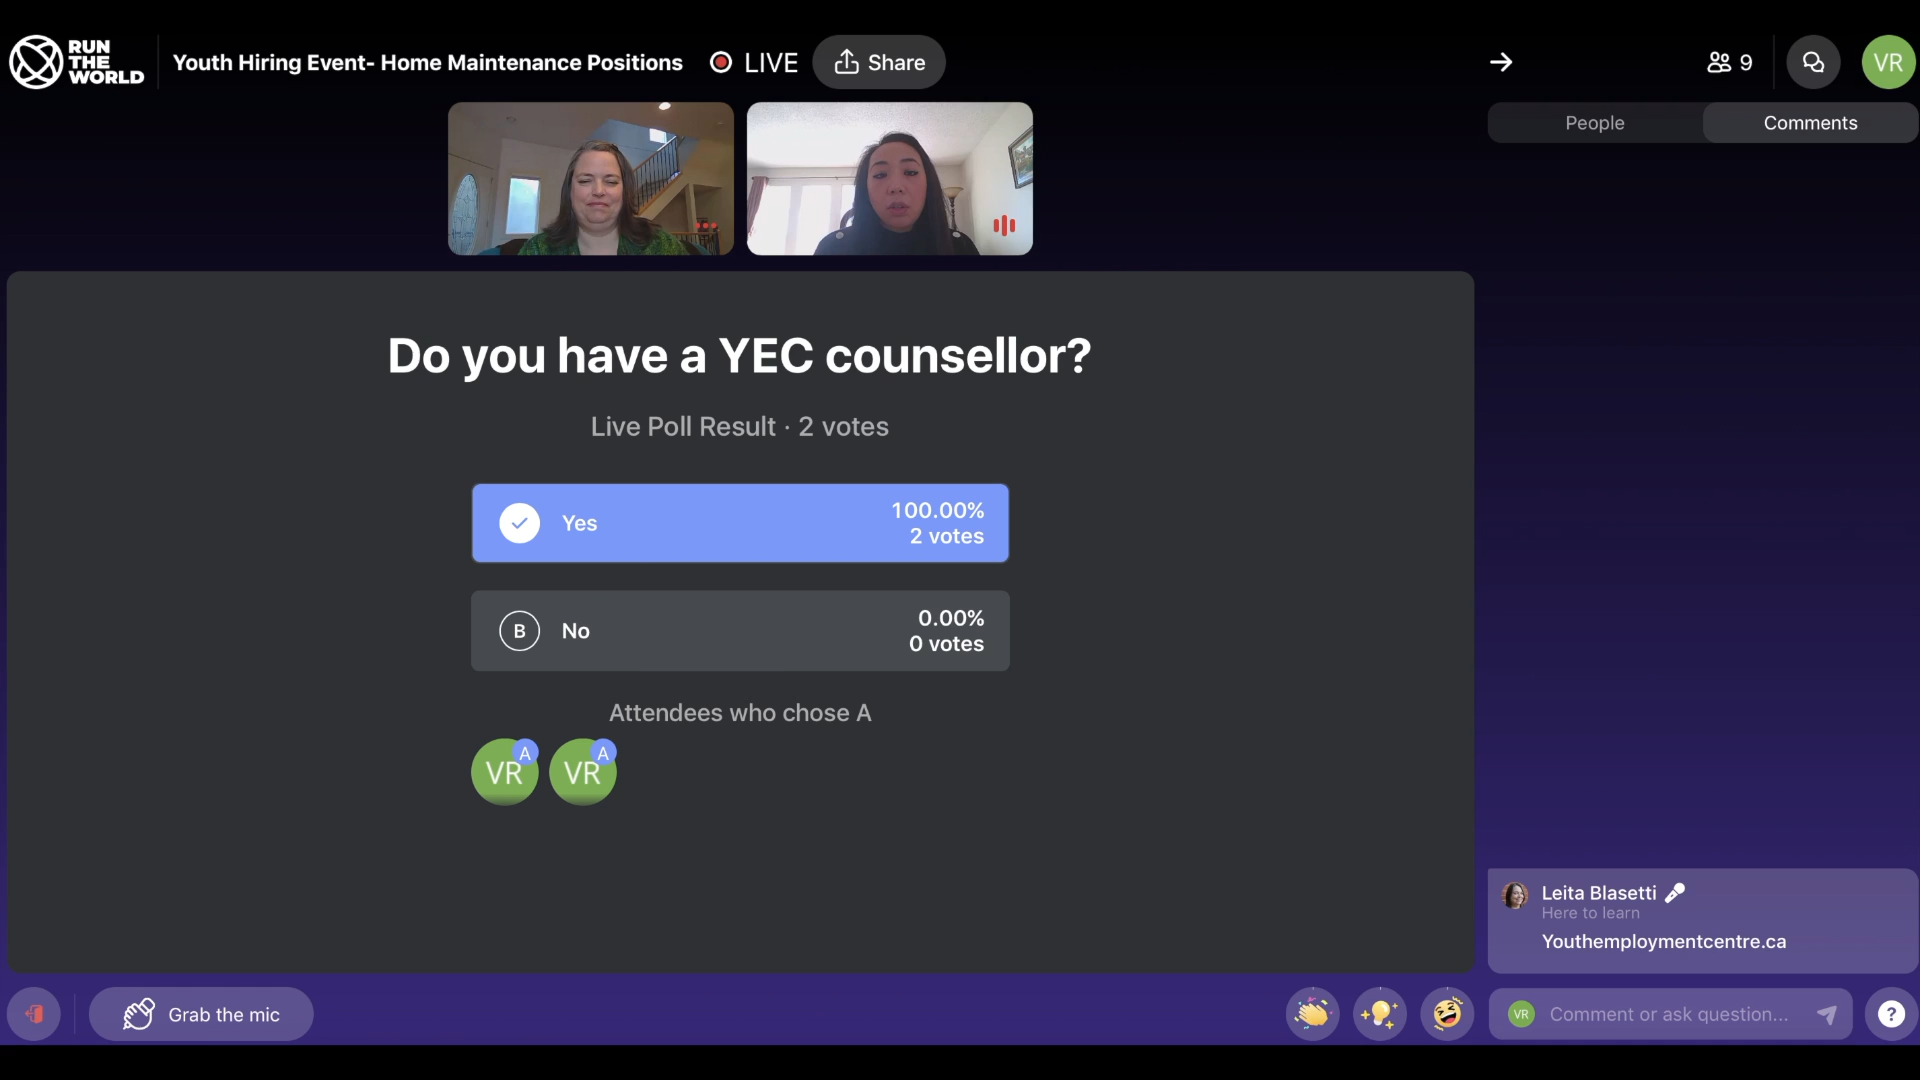 RUN
THE
WORLD
Youth Hiring Event- Home Maintenance Positions
LIVE
Share
9
VR
People
Comments
Do you have a YEC counsellor?
Live Poll Result · 2 votes
Yes
100.00%
2 votes
B
No
0.00%
0 votes
Attendees who chose A
VR A
VR A
Leita Blasetti
Here to learn
Youthemploymentcentre.ca
Grab the mic
VR
Comment or ask question...
?